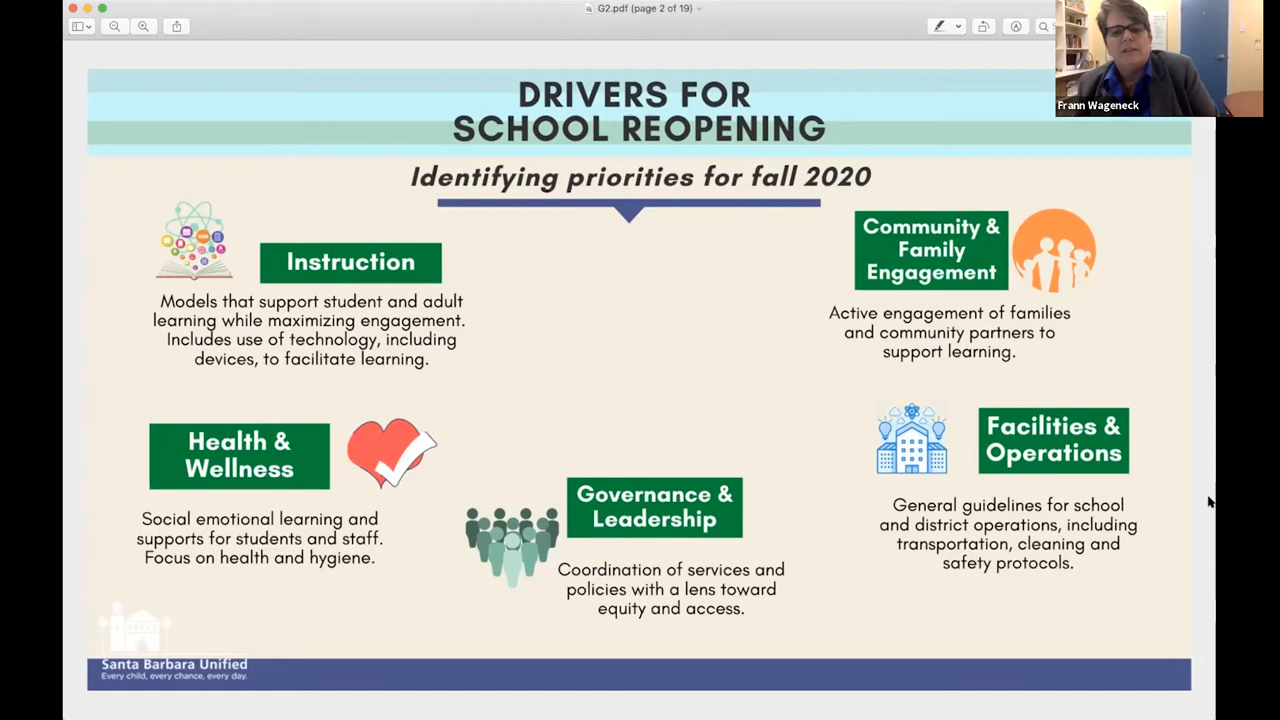 G2.pdf (page 2 of 19)
Frann Wageneck
DRIVERS FOR
SCHOOL REOPENING
Identifying priorities for fall 2020
Instruction
Models that support student and adult
learning while maximizing engagement.
Includes use of technology, including
devices, to facilitate learning.
Community &
Family
Engagement
Active engagement of families
and community partners to
support learning.
Health &
Wellness
Social emotional learning and
supports for students and staff.
Focus on health and hygiene.
Governance &
Leadership
Coordination of services and
policies with a lens toward
equity and access.
Facilities &
Operations
General guidelines for school
and district operations, including
transportation, cleaning and
safety protocols.
Santa Barbara Unified
Every child, every chance, every day.